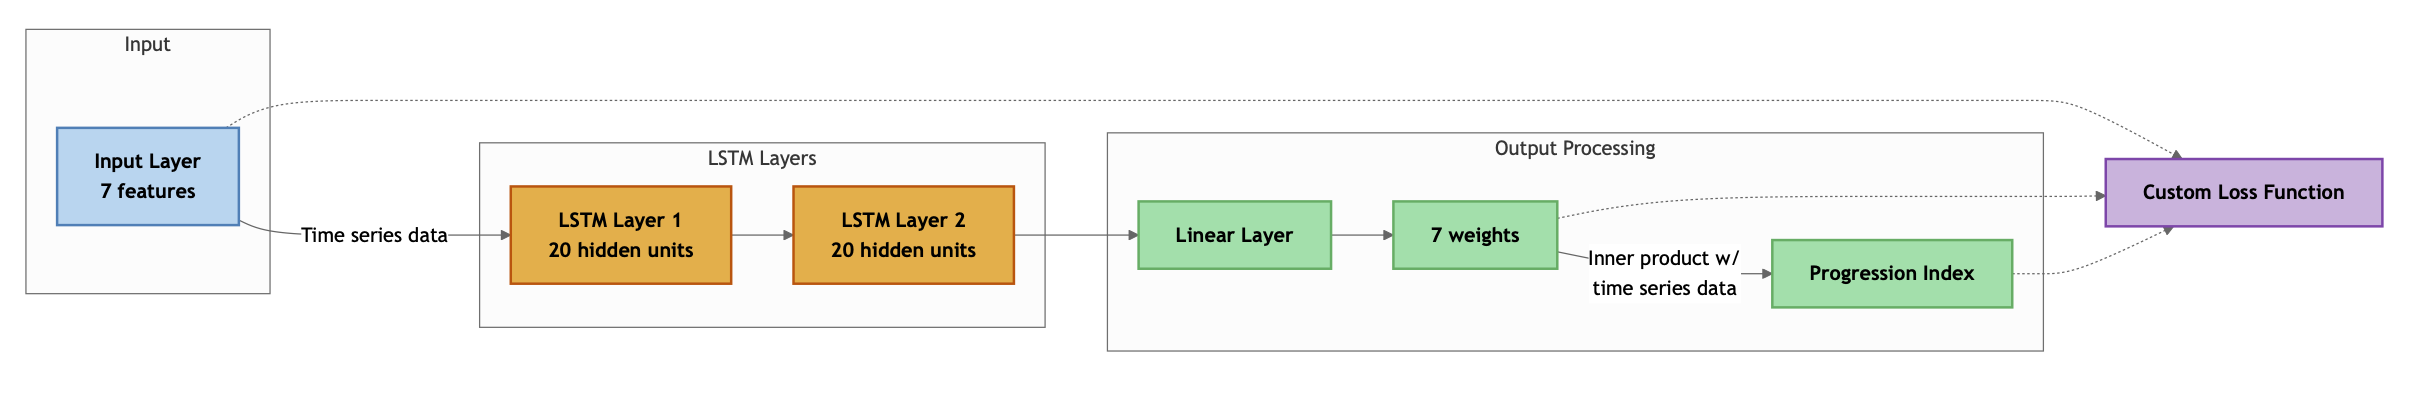 Input
Input Layer
7 features
Time series data
LSTM Layers
LSTM Layer 1
20 hidden units
LSTM Layer 2
20 hidden units
Output Processing
Linear Layer
7 weights
Inner product w/
time series data
Progression Index
Custom Loss Function